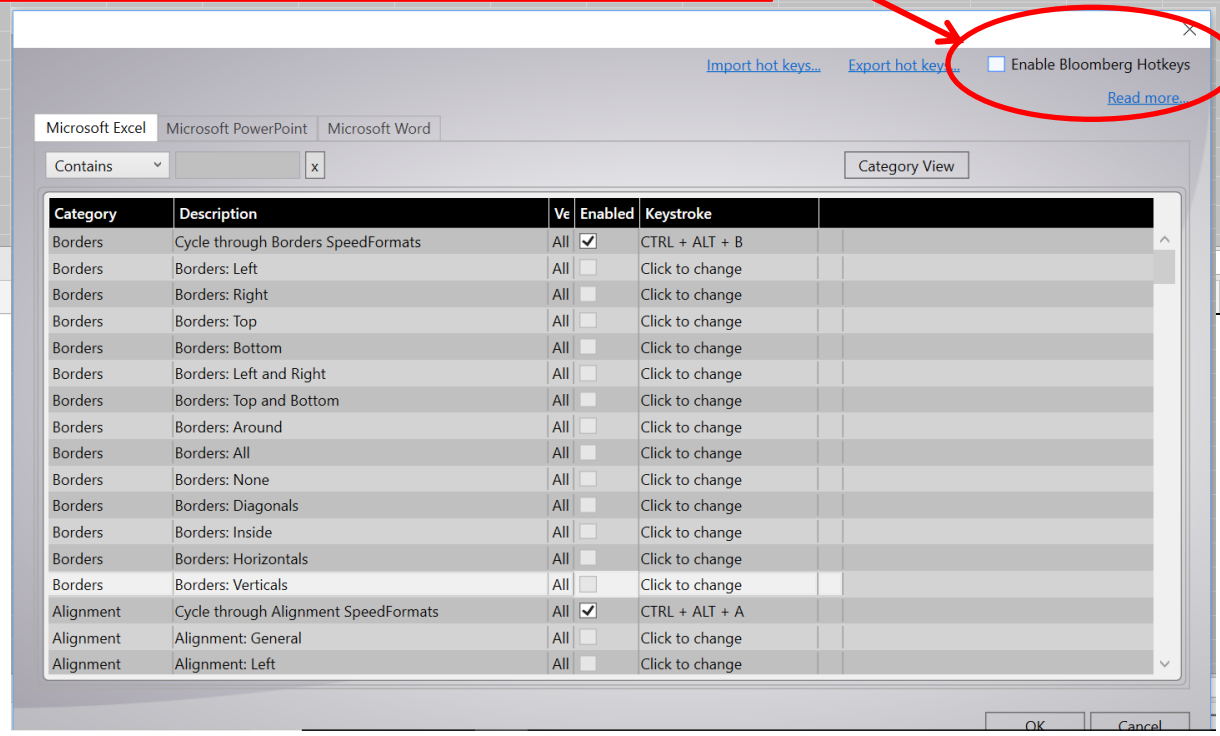 Import hot keys... Export hot keys... Enable Bloomberg Hotkeys
Read more...
Microsoft Excel Microsoft PowerPoint Microsoft Word
Contains x Category View
Category Description Ve Enabled Keystroke
Borders Cycle through Borders SpeedFormats All CTRL + ALT + B
Borders Borders: Left All Click to change
Borders Borders: Right All Click to change
Borders Borders: Top All Click to change
Borders Borders: Bottom All Click to change
Borders Borders: Left and Right All Click to change
Borders Borders: Top and Bottom All Click to change
Borders Borders: Around All Click to change
Borders Borders: All All Click to change
Borders Borders: None All Click to change
Borders Borders: Diagonals All Click to change
Borders Borders: Inside All Click to change
Borders Borders: Horizontals All Click to change
Borders Borders: Verticals All Click to change
Alignment Cycle through Alignment SpeedFormats All CTRL + ALT + A
Alignment Alignment: General All Click to change
Alignment Alignment: Left All Click to change
OK Cancel